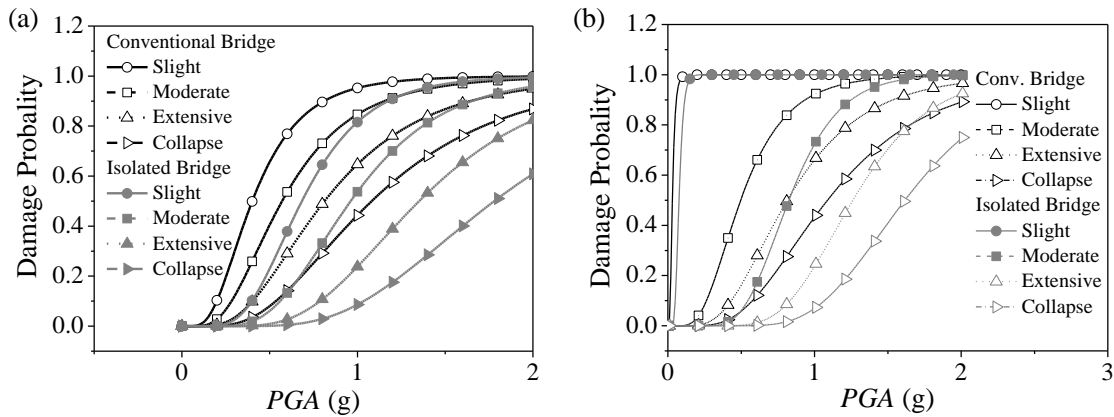 (a)
1.2
1.0
0.8
0.6
0.4
0.2
0.0
Damage Probality
Conventional Bridge
Slight
Moderate
Extensive
Collapse
Isolated Bridge
Slight
Moderate
Extensive
Collapse
0 1 2
PGA (g)
(b)
1.2
1.0
0.8
0.6
0.4
0.2
0.0
Damage Probality
Conv. Bridge
Slight
Moderate
Extensive
Collapse
Isolated Bridge
Slight
Moderate
Extensive
Collapse
0 1 2 3
PGA (g)